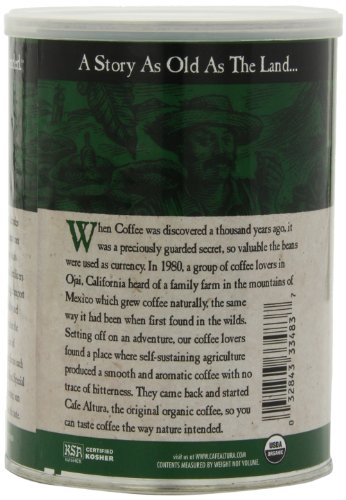 A Story As Old As The Land...
When Coffee was discovered a thousand years ago, it
was a preciously guarded secret, so valuable the beans
were used as currency. In 1980, a group of coffee lovers in
Ojai, California heard of a family farm in the mountains of
Mexico which grew coffee naturally, the same
way it had been when first found in the wilds.
Setting off on an adventure, our coffee lovers
found a place where self-sustaining agriculture
produced a smooth and aromatic coffee with no
trace of bitterness. They came back and started
Cafe Altura, the original organic coffee, so you
can taste coffee the way nature intended.
0 32843 33483 7
KSA
CERTIFIED
KOSHER
visit us at WWW.CAFEALTURA.COM
CONTENTS MEASURED BY WEIGHT NOT VOLUME.
USDA
ORGANIC